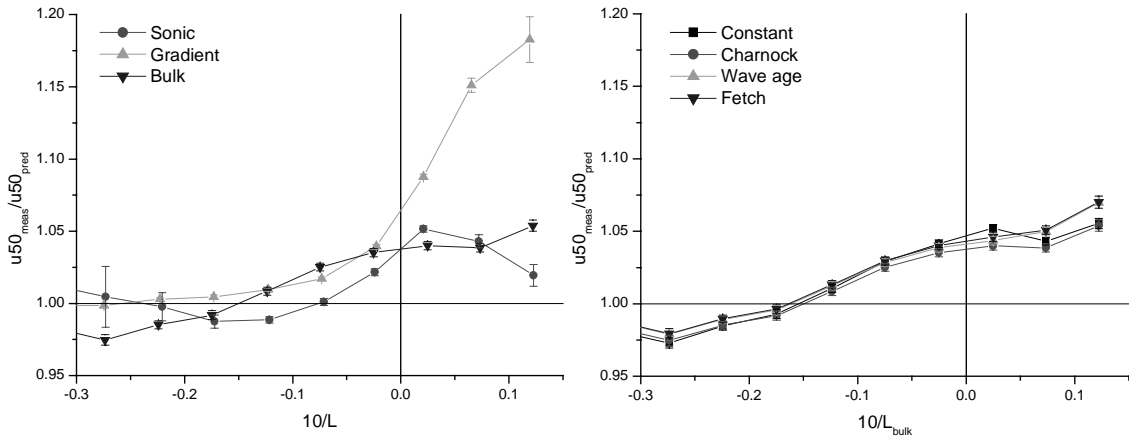 1.20
1.15
1.10
1.05
1.00
0.95
u50meas/u50pred
Sonic
Gradient
Bulk
-0.3
-0.2
-0.1
0.0
0.1
10/L
1.20
1.15
1.10
1.05
1.00
0.95
u50meas/u50pred
Constant
Charnock
Wave age
Fetch
-0.3
-0.2
-0.1
0.0
0.1
10/Lbulk